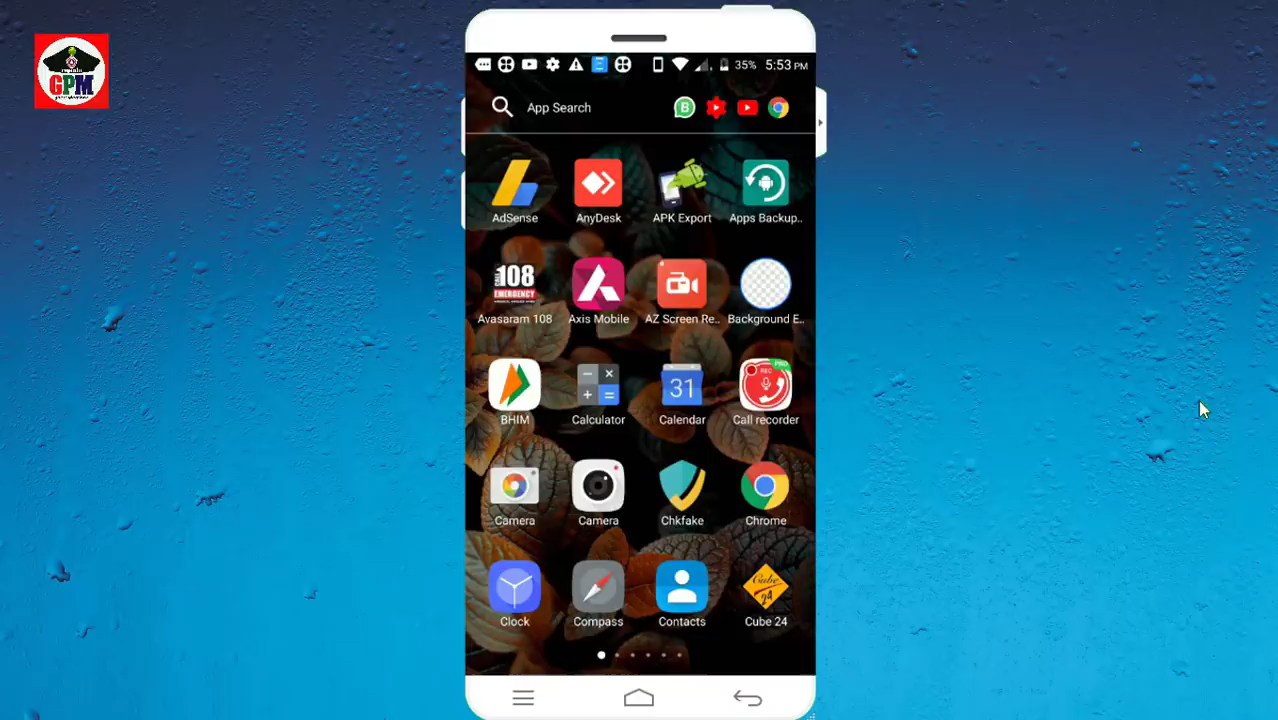 GPM
35% 5:53 PM
App Search
AdSense AnyDesk APK Export Apps Backup..
108
EMERGENCY
Avasaram 108 Axis Mobile AZ Screen Re.. Background E..
31
REC
PRO
BHIM Calculator Calendar Call recorder
Camera Camera Chkfake Chrome
Cube
24
Clock Compass Contacts Cube 24